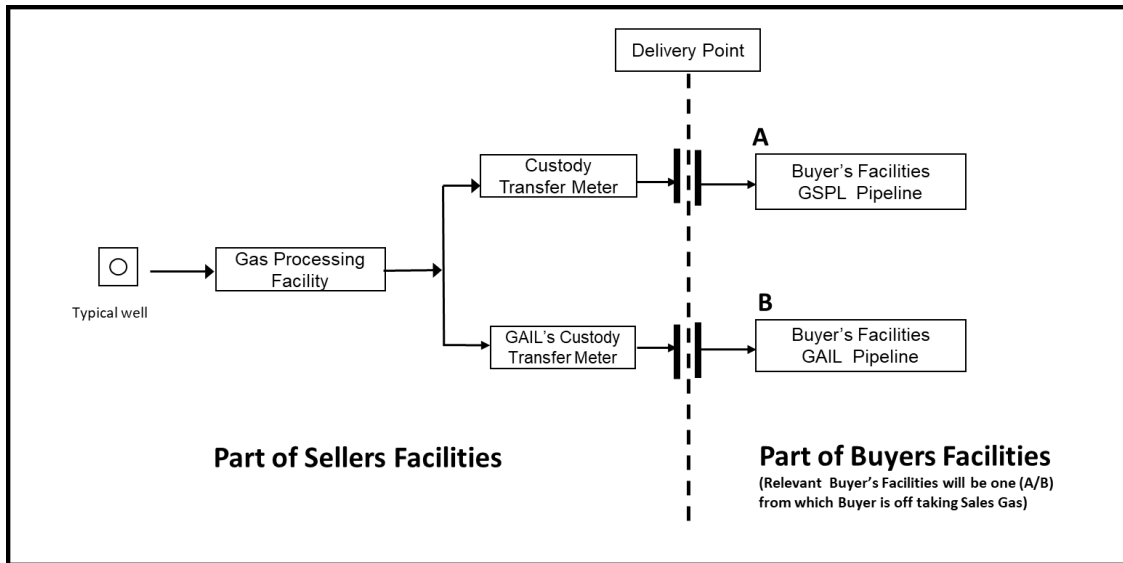 Delivery Point
A
Custody
Transfer Meter
Buyer's Facilities
GSPL Pipeline
Gas Processing
Facility
Typical well
B
GAIL's Custody
Transfer Meter
Buyer's Facilities
GAIL Pipeline
Part of Sellers Facilities
Part of Buyers Facilities
(Relevant Buyer's Facilities will be one (A/B)
from which Buyer is off taking Sales Gas)